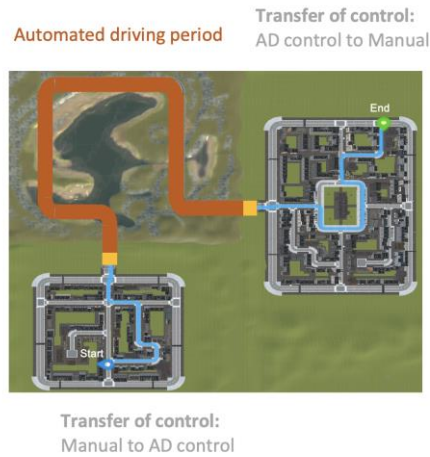 Transfer of control:
Automated driving period
AD control to Manual
End
Start
Transfer of control:
Manual to AD control